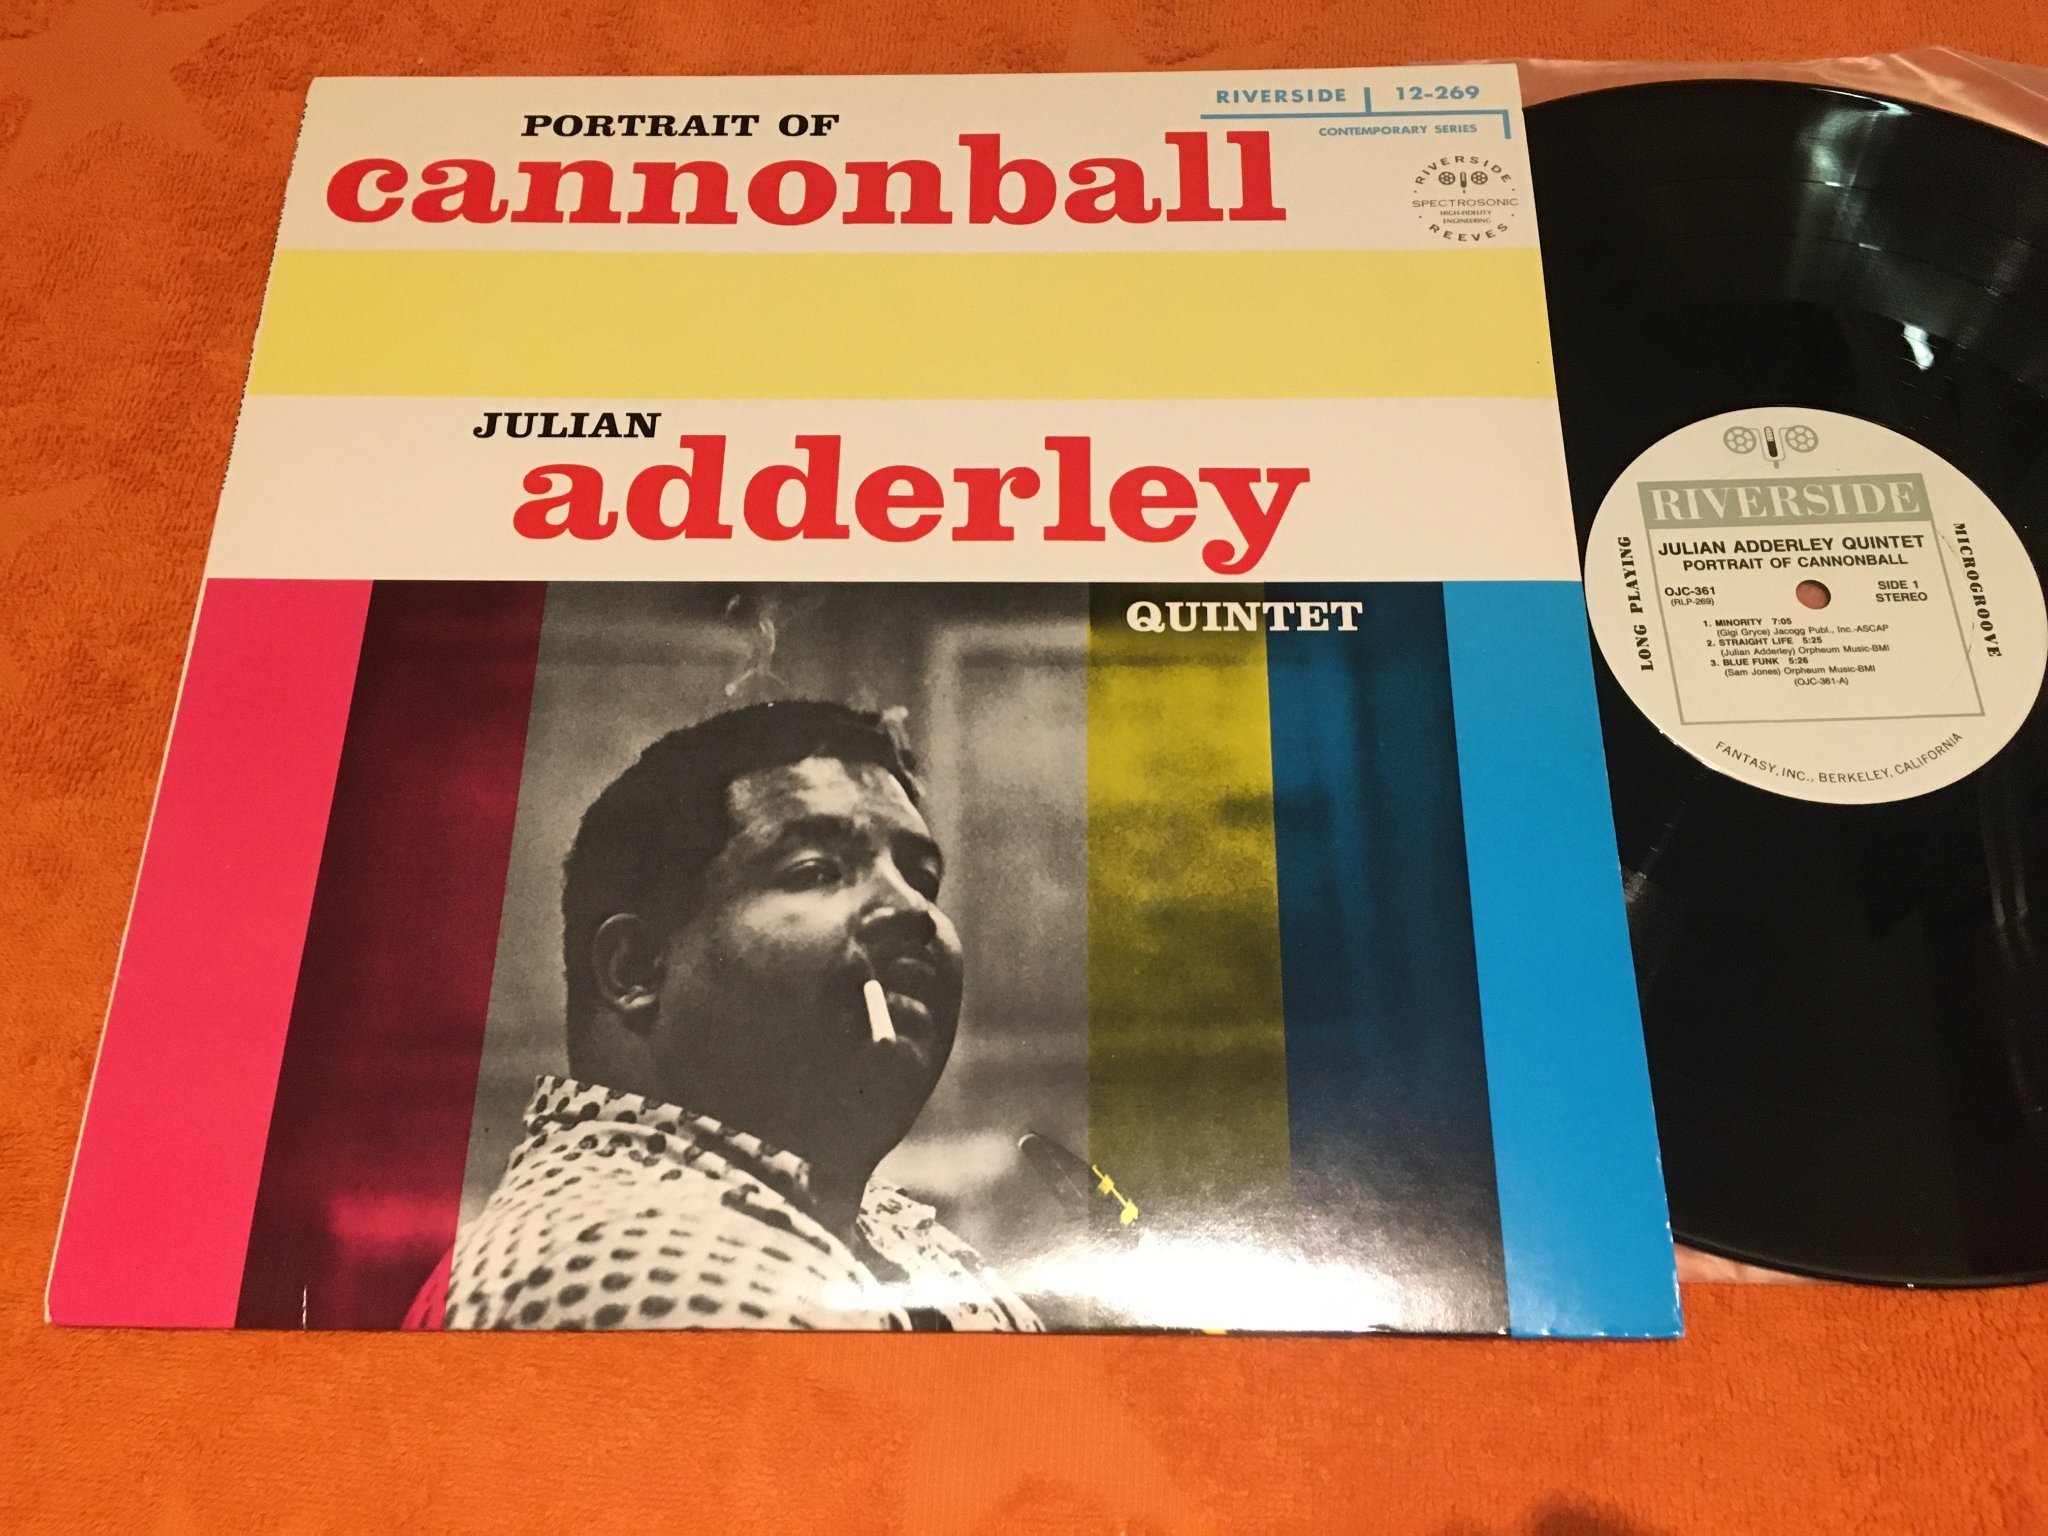 PORTRAIT OF
cannonball
RIVERSIDE 12-269
CONTEMPORARY SERIES
RIVERSIDE
SPECTROSONIC
HIGH-FIDELITY
ENGINEERING
REEVES
JULIAN
adderley
QUINTET
RIVERSIDE
LONG PLAYING
MICROGROOVE
JULIAN ADDERLEY QUINTET
PORTRAIT OF CANNONBALL
OJC-361
(RLP-269)
SIDE 1
STEREO
1. MINORITY 7:05
(Gigi Gryce) Jacogg Publ., Inc.-ASCAP
2. STRAIGHT LIFE 5:25
(Julian Adderley) Orpheum Music-BMI
3. BLUE FUNK 5:26
(Sam Jones) Orpheum Music-BMI
(OJC-361-A)
FANTASY, INC., BERKELEY, CALIFORNIA